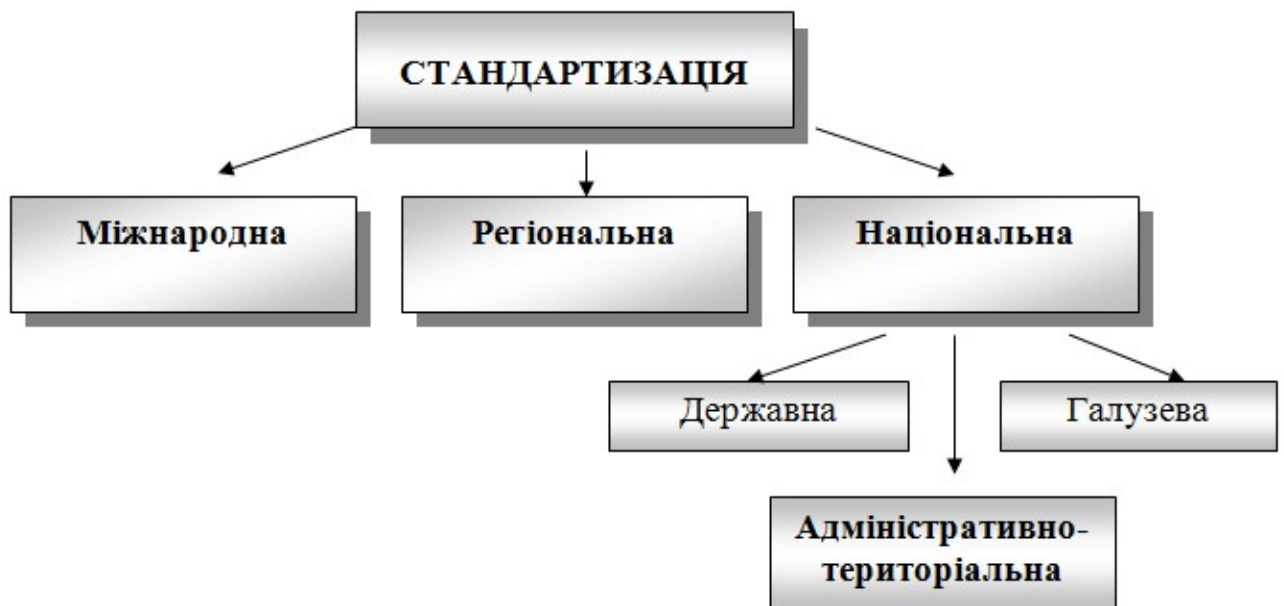 СТАНДАРТИЗАЦІЯ
Міжнародна
Регіональна
Національна
Державна
Галузева
Адміністративно-
територіальна